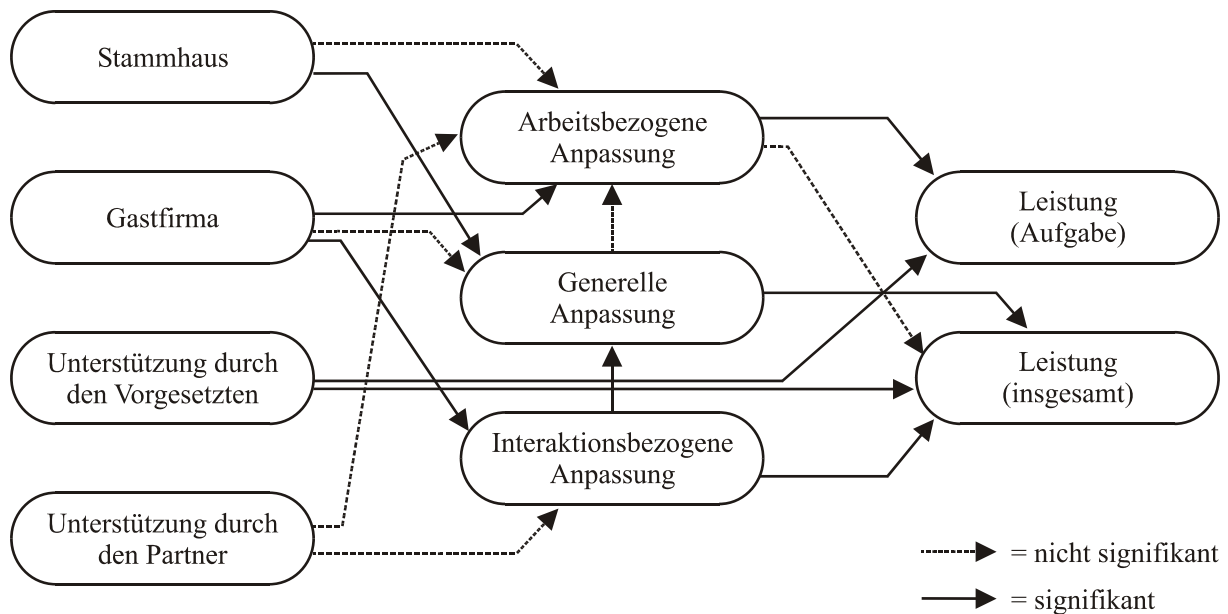 Stammhaus
Gastfirma
Unterstützung durch
den Vorgesetzten
Unterstützung durch
den Partner
Arbeitsbezogene
Anpassung
Generelle
Anpassung
Interaktionsbezogene
Anpassung
Leistung
(Aufgabe)
Leistung
(insgesamt)
= nicht signifikant
= signifikant